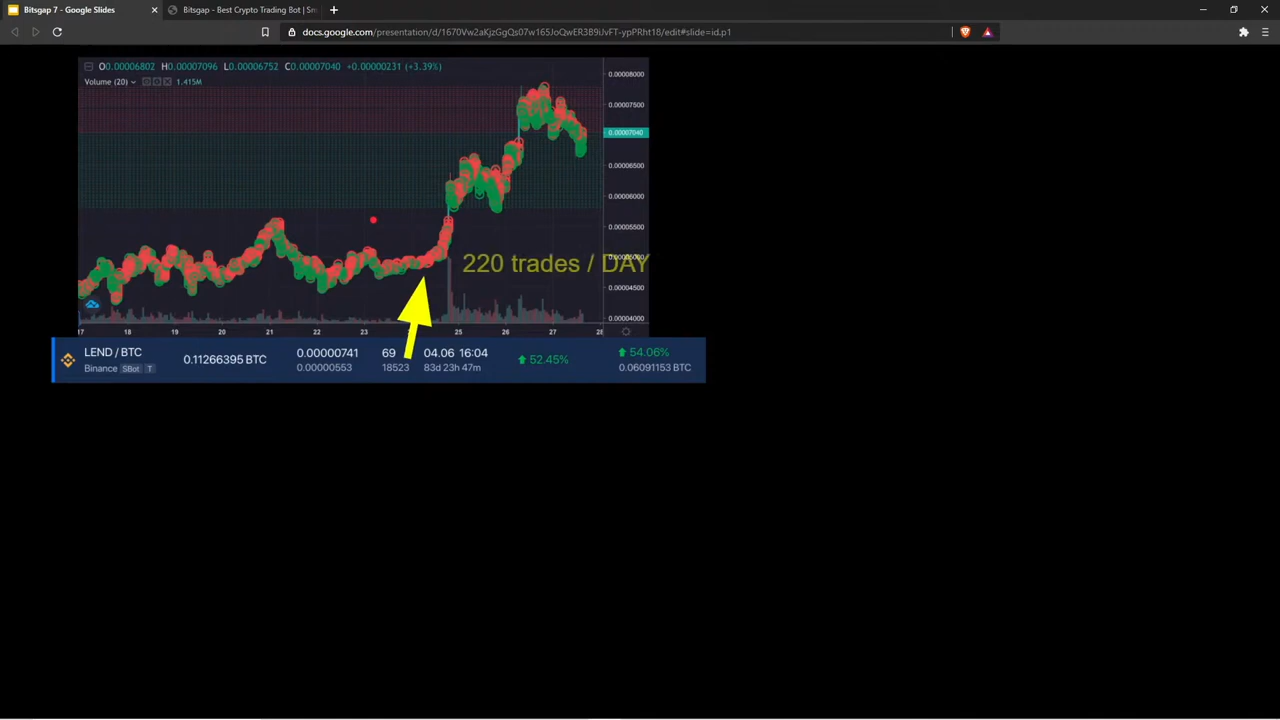 Bitsgap 7 - Google Slides
Bitsgap - Best Crypto Trading Bot | Sm
docs.google.com/presentation/d/1670Vw2aKjzGgQs07w165JoQwER3B9iJvFT-ypPRht18/edit#slide=id.p1
O0.00006802 H0.00007096 L0.00006752 C0.00007040 +0.00000231 (+3.39%)
Volume (20) 1.415M
0.00008000
0.00007500
0.00007040
0.00006500
0.00006000
0.00005500
220 trades / DAY
0.00004500
0.00004000
17 18 19 20 21 22 23 25 26 27 28
LEND / BTC 0.11266395 BTC 0.00000741 69 04.06 16:04 52.45% 54.06%
Binance SBot T 0.00000553 18523 83d 23h 47m 0.06091153 BTC